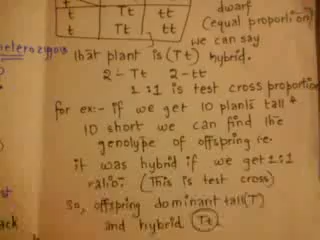 t Tt tt
t Tt tt
dwarf
(equal proportion)
we can say
heterozygous
that plant is (Tt) hybrid.
2 - Tt 2 - tt
1 : 1 is test cross proportion
for ex:- if we get 10 plants tall &
10 short we can find the
genotype of offspring i.e.
it was hybrid if we get 1:1
ratio. (This is test cross)
So, offspring dominant tall (T)
and hybrid (Tt)